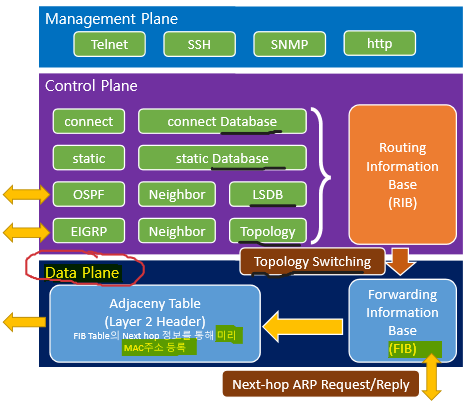 Management Plane
Telnet
SSH
SNMP
http
Control Plane
connect
connect Database
static
static Database
OSPF
Neighbor
LSDB
EIGRP
Neighbor
Topology
Routing
Information
Base
(RIB)
Topology Switching
Data Plane
Adjaceny Table
(Layer 2 Header)
FIB Table의 Next hop 정보를 통해 미리
MAC주소 등록
Forwarding
Information
Base
(FIB)
Next-hop ARP Request/Reply